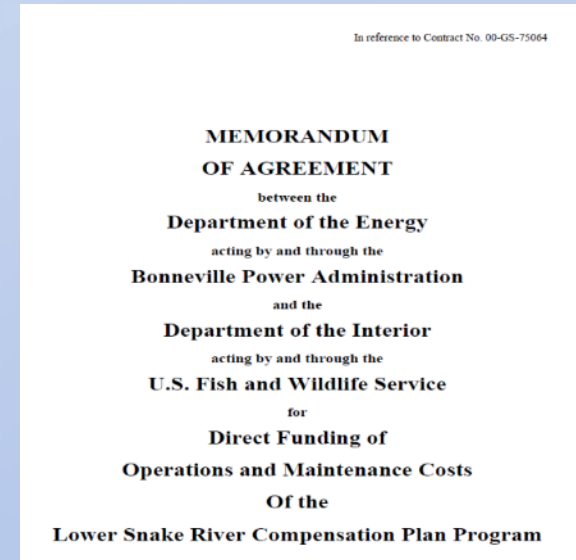 In reference to Contract No. 00-GS-75064
MEMORANDUM
OF AGREEMENT
between the
Department of the Energy
acting by and through the
Bonneville Power Administration
and the
Department of the Interior
acting by and through the
U.S. Fish and Wildlife Service
for
Direct Funding of
Operations and Maintenance Costs
Of the
Lower Snake River Compensation Plan Program